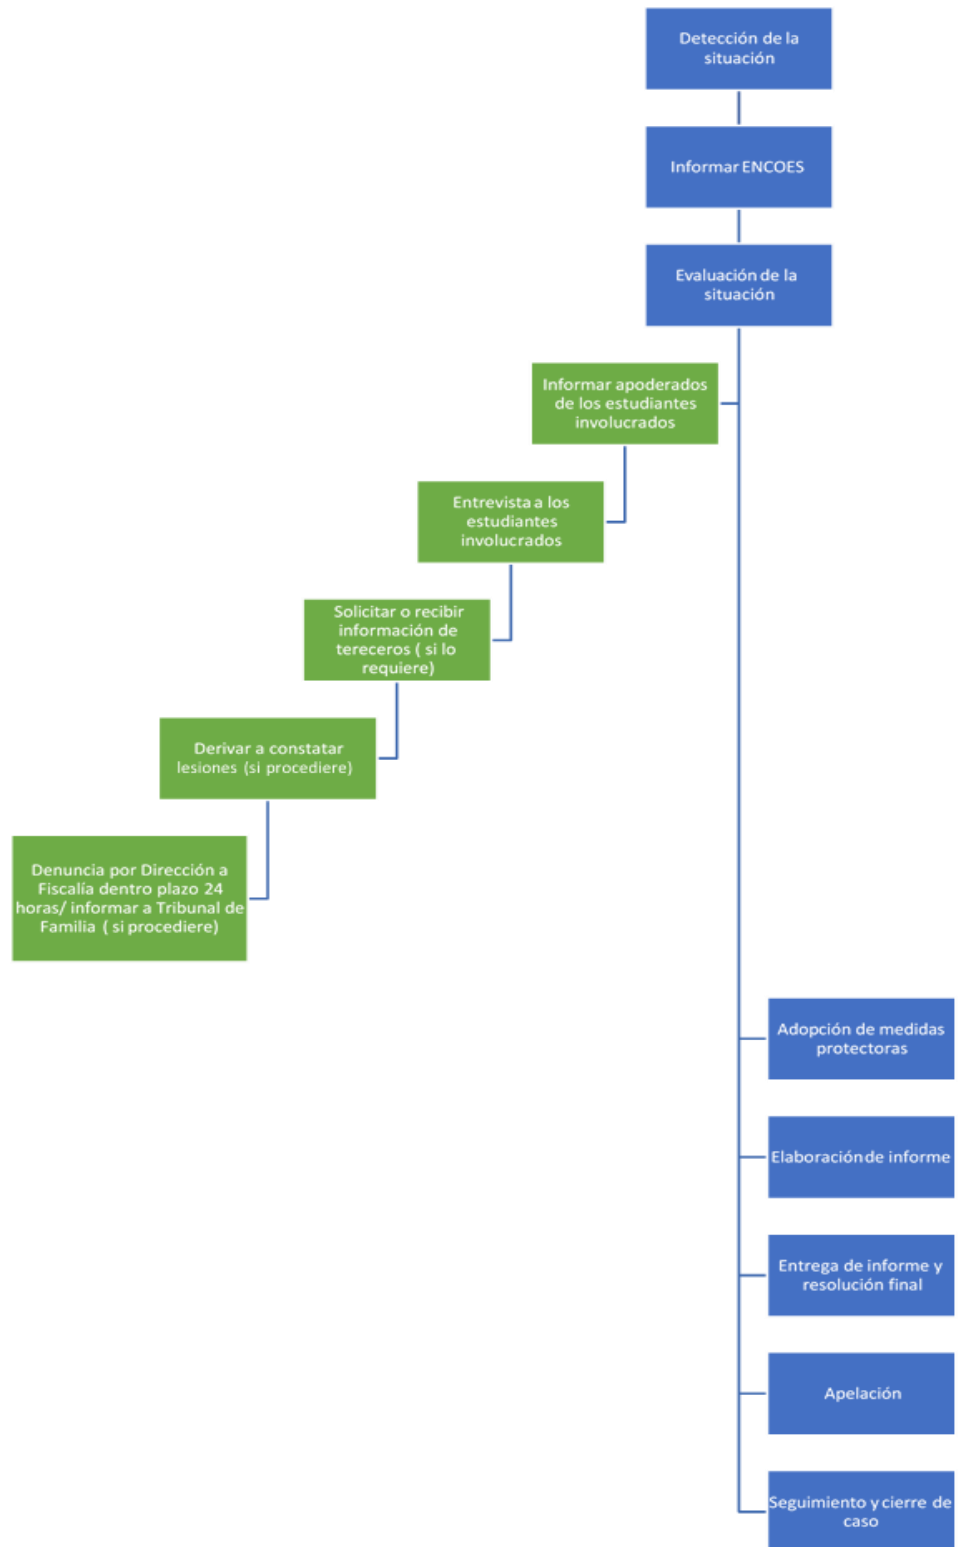 Detección de la
situación
Informar ENCOES
Evaluación de la
situación
Informar apoderados
de los estudiantes
involucrados
Entrevista a los
estudiantes
involucrados
Solicitar o recibir
información de
tereceros ( si lo
requiere)
Derivar a constatar
lesiones (si procediere)
Denuncia por Dirección a
Fiscalía dentro plazo 24
horas/ informar a Tribunal de
Familia ( si procediere)
Adopción de medidas
protectoras
Elaboración de informe
Entrega de informe y
resolución final
Apelación
Seguimiento y cierre de
caso